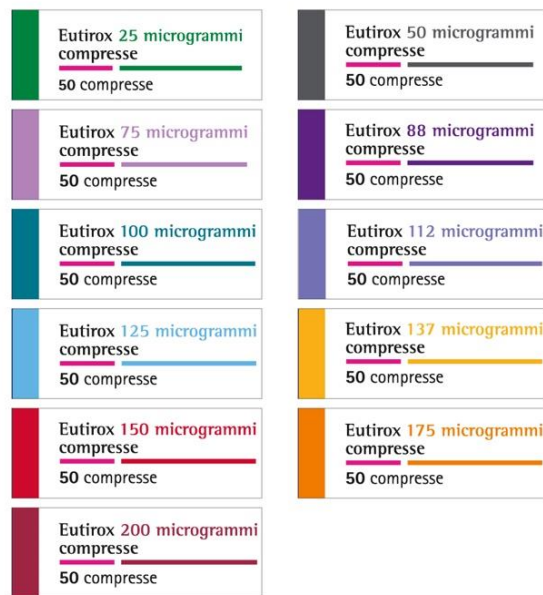 Eutirox 25 microgrammi
compresse
50 compresse
Eutirox 50 microgrammi
compresse
50 compresse
Eutirox 75 microgrammi
compresse
50 compresse
Eutirox 88 microgrammi
compresse
50 compresse
Eutirox 100 microgrammi
compresse
50 compresse
Eutirox 112 microgrammi
compresse
50 compresse
Eutirox 125 microgrammi
compresse
50 compresse
Eutirox 137 microgrammi
compresse
50 compresse
Eutirox 150 microgrammi
compresse
50 compresse
Eutirox 175 microgrammi
compresse
50 compresse
Eutirox 200 microgrammi
compresse
50 compresse